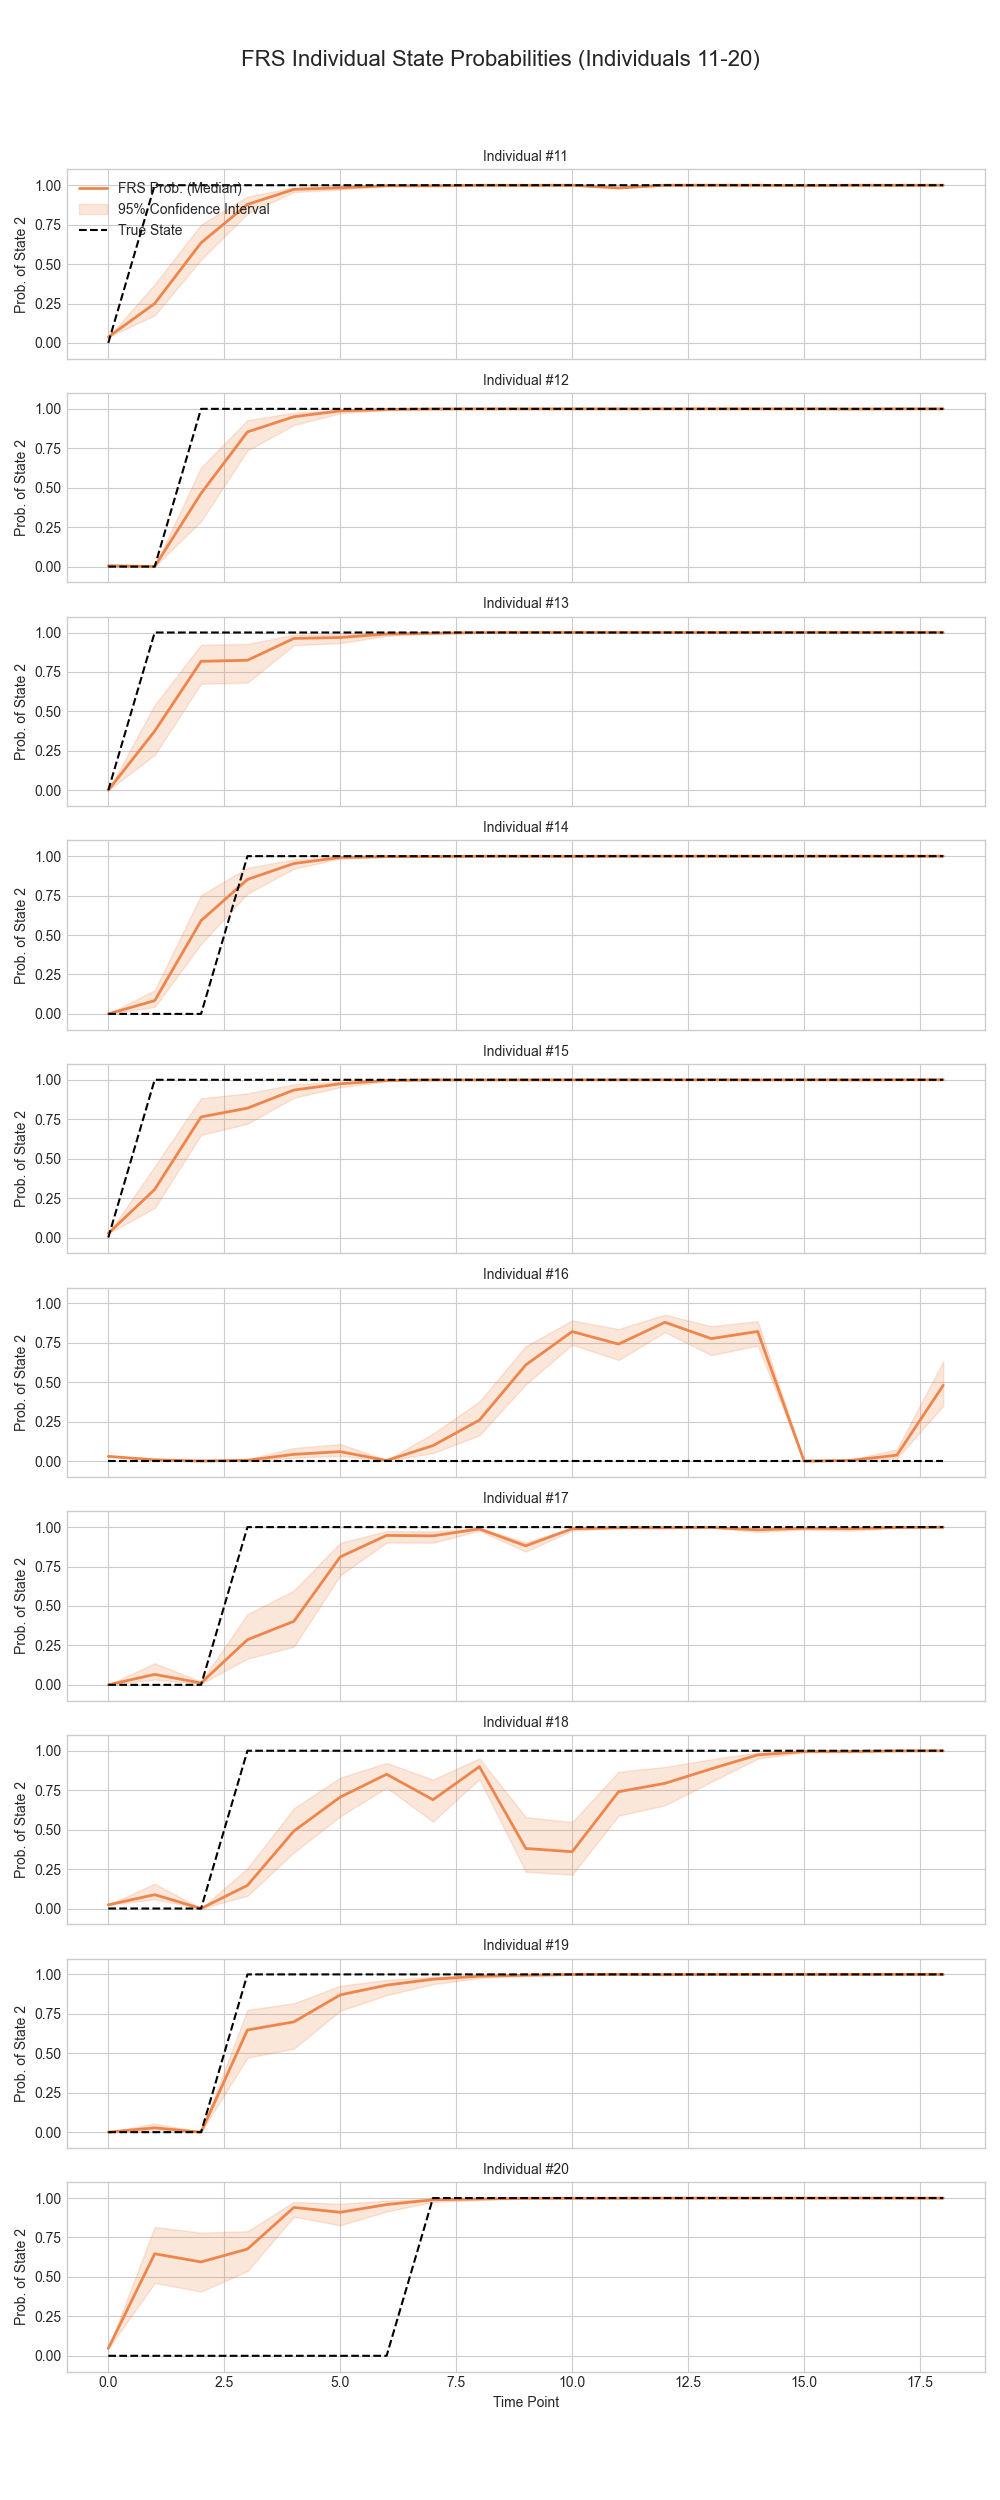 FRS Individual State Probabilities (Individuals 11-20)
Individual #11
FRS Prob. (Median)
95% Confidence Interval
True State
Prob. of State 2
1.00
0.75
0.50
0.25
0.00
Individual #12
Prob. of State 2
1.00
0.75
0.50
0.25
0.00
Individual #13
Prob. of State 2
1.00
0.75
0.50
0.25
0.00
Individual #14
Prob. of State 2
1.00
0.75
0.50
0.25
0.00
Individual #15
Prob. of State 2
1.00
0.75
0.50
0.25
0.00
Individual #16
Prob. of State 2
1.00
0.75
0.50
0.25
0.00
Individual #17
Prob. of State 2
1.00
0.75
0.50
0.25
0.00
Individual #18
Prob. of State 2
1.00
0.75
0.50
0.25
0.00
Individual #19
Prob. of State 2
1.00
0.75
0.50
0.25
0.00
Individual #20
Prob. of State 2
1.00
0.75
0.50
0.25
0.00
0.0 2.5 5.0 7.5 10.0 12.5 15.0 17.5
Time Point